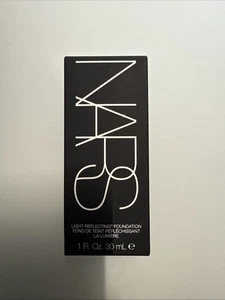 NARS
LIGHT REFLECTING™ FOUNDATION
FOND DE TEINT RÉFLÉCHISSANT
LA LUMIÈRE
1 Fl. Oz. 30 mL ℮